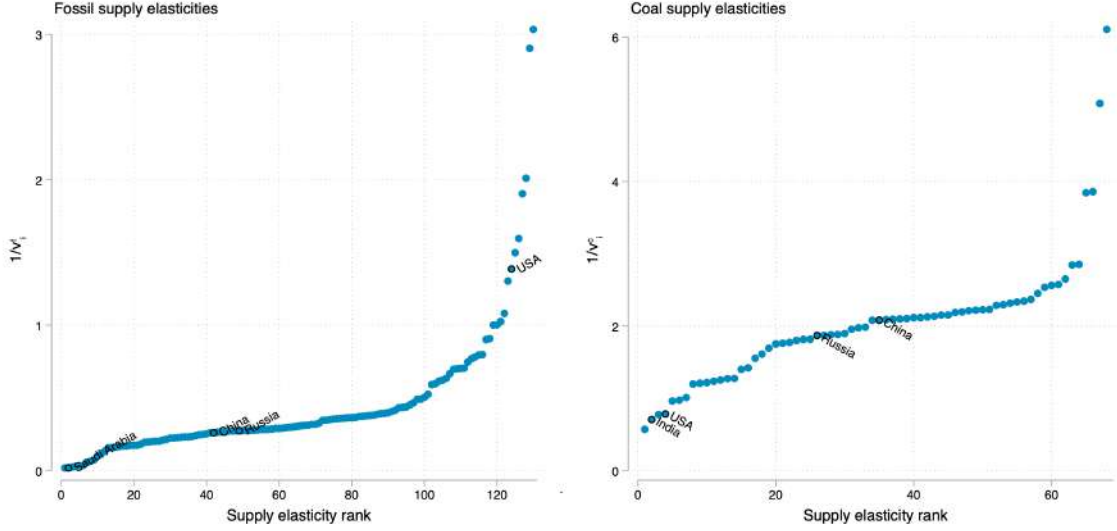 Fossil supply elasticities
3
2
1
0
1/vᶠᵢ
USA
Russia
China
Saudi Arabia
0 20 40 60 80 100 120
Supply elasticity rank
Coal supply elasticities
6
4
2
0
1/vᶜᵢ
China
Russia
USA
India
0 20 40 60
Supply elasticity rank